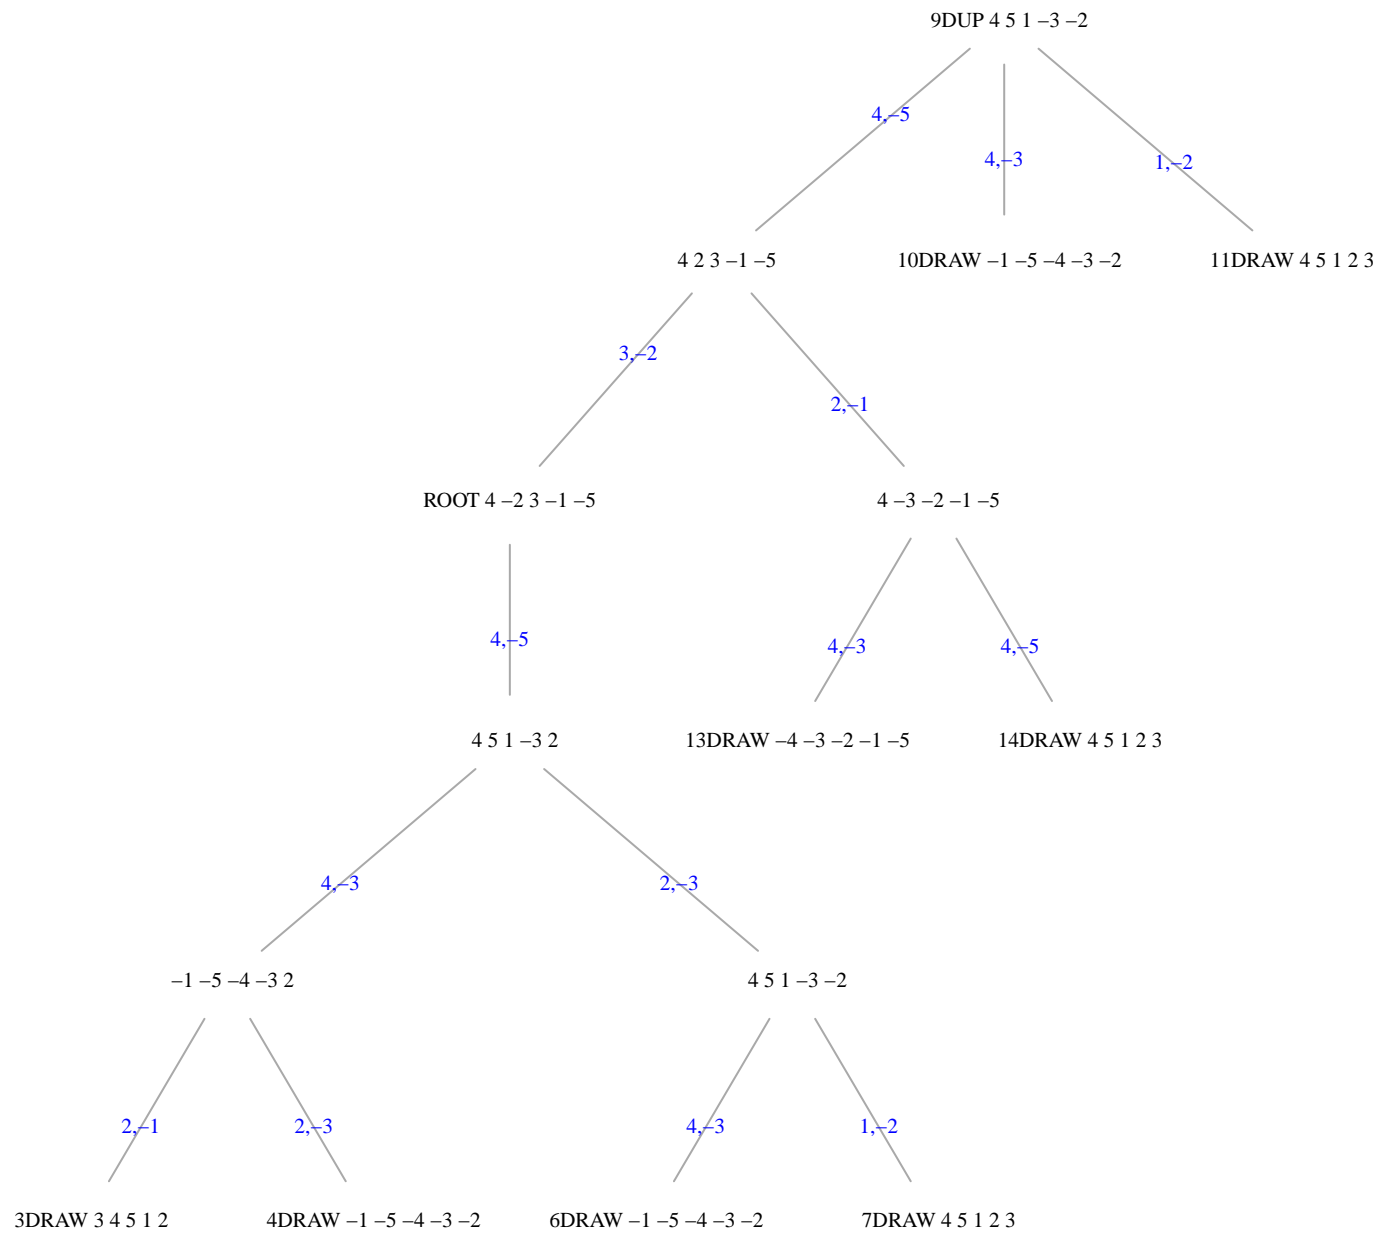 9DUP 4 5 1 –3 –2
4,–5
4,–3
1,–2
4 2 3 –1 –5
10DRAW –1 –5 –4 –3 –2
11DRAW 4 5 1 2 3
3,–2
2,–1
ROOT 4 –2 3 –1 –5
4 –3 –2 –1 –5
4,–5
4,–3
4,–5
4 5 1 –3 2
13DRAW –4 –3 –2 –1 –5
14DRAW 4 5 1 2 3
4,–3
2,–3
–1 –5 –4 –3 2
4 5 1 –3 –2
2,–1
2,–3
4,–3
1,–2
3DRAW 3 4 5 1 2
4DRAW –1 –5 –4 –3 –2
6DRAW –1 –5 –4 –3 –2
7DRAW 4 5 1 2 3